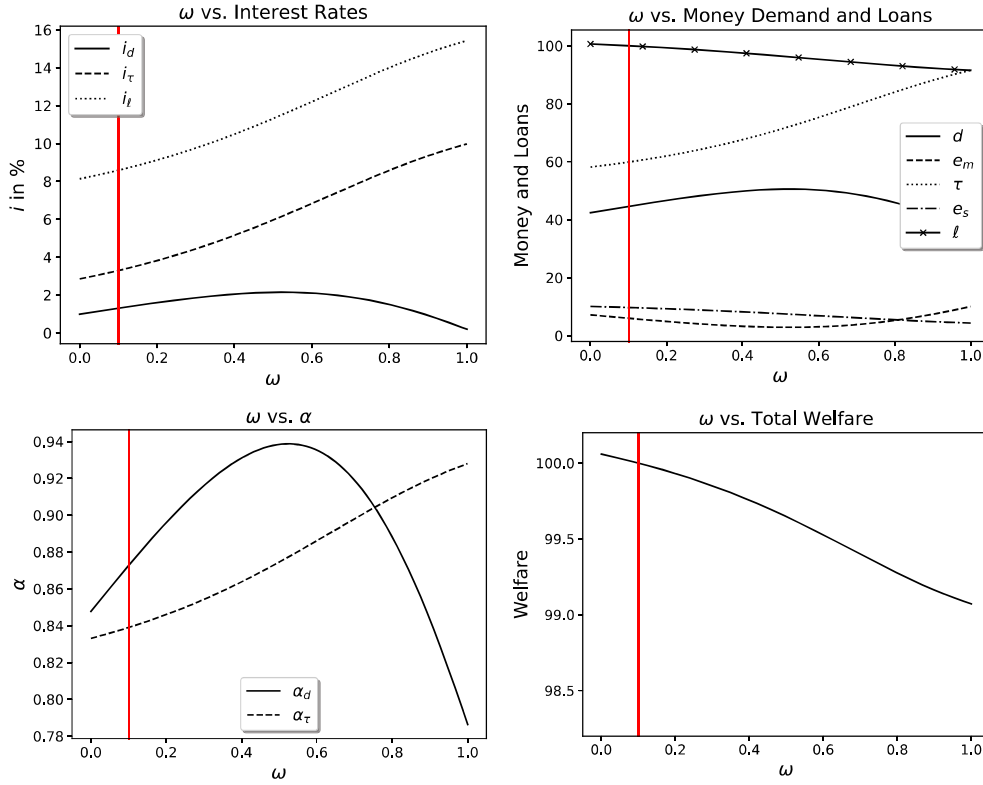 ω vs. Interest Rates
16
14
12
10
8
6
4
2
0
i in %
i_d
i_τ
i_ℓ
0.0 0.2 0.4 0.6 0.8 1.0
ω
ω vs. Money Demand and Loans
100
80
60
40
20
0
Money and Loans
d
e_m
τ
e_s
ℓ
0.0 0.2 0.4 0.6 0.8 1.0
ω
ω vs. α
0.94
0.92
0.90
0.88
0.86
0.84
0.82
0.80
0.78
α
α_d
α_τ
0.0 0.2 0.4 0.6 0.8 1.0
ω
ω vs. Total Welfare
100.0
99.5
99.0
98.5
Welfare
0.0 0.2 0.4 0.6 0.8 1.0
ω